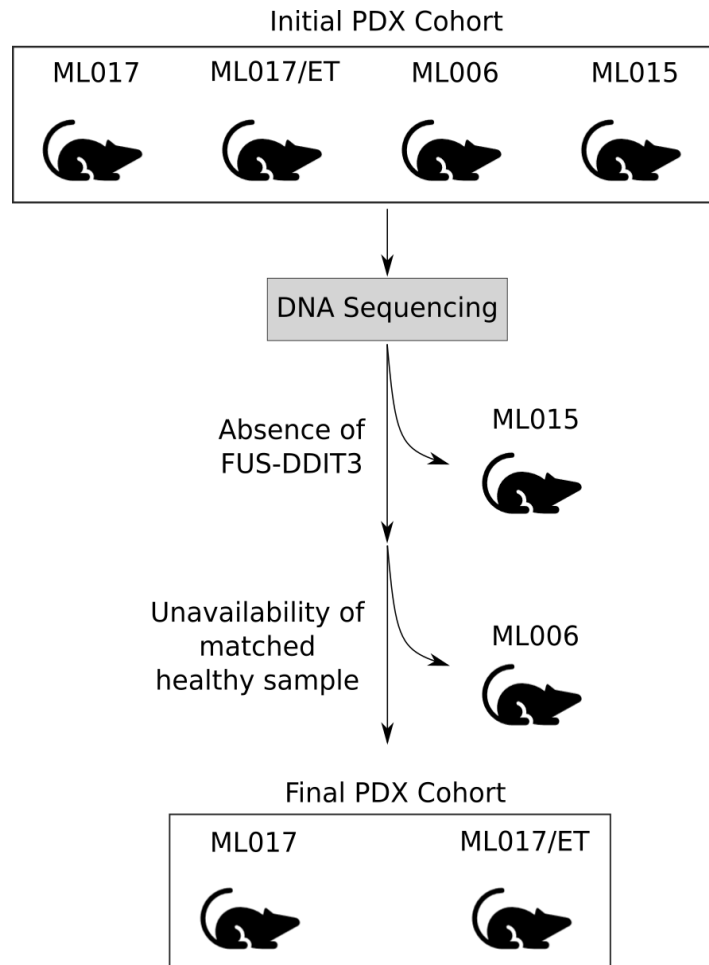 Initial PDX Cohort
ML017 ML017/ET ML006 ML015
DNA Sequencing
Absence of
FUS-DDIT3
ML015
Unavailability of
matched
healthy sample
ML006
Final PDX Cohort
ML017 ML017/ET